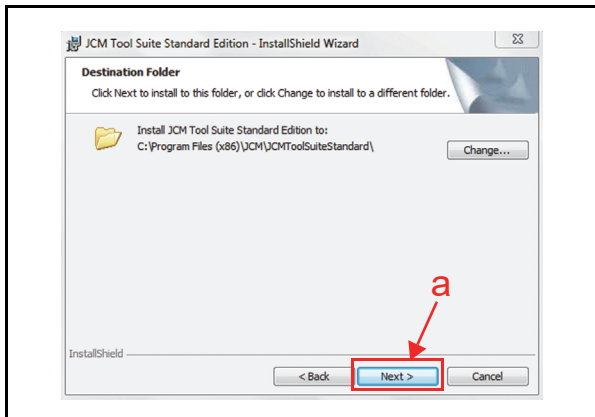 JCM Tool Suite Standard Edition - InstallShield Wizard
Destination Folder
Click Next to install to this folder, or click Change to install to a different folder.
Install JCM Tool Suite Standard Edition to:
C:\Program Files (x86)\JCM\JCMToolSuiteStandard\
Change...
a
InstallShield
< Back
Next >
Cancel